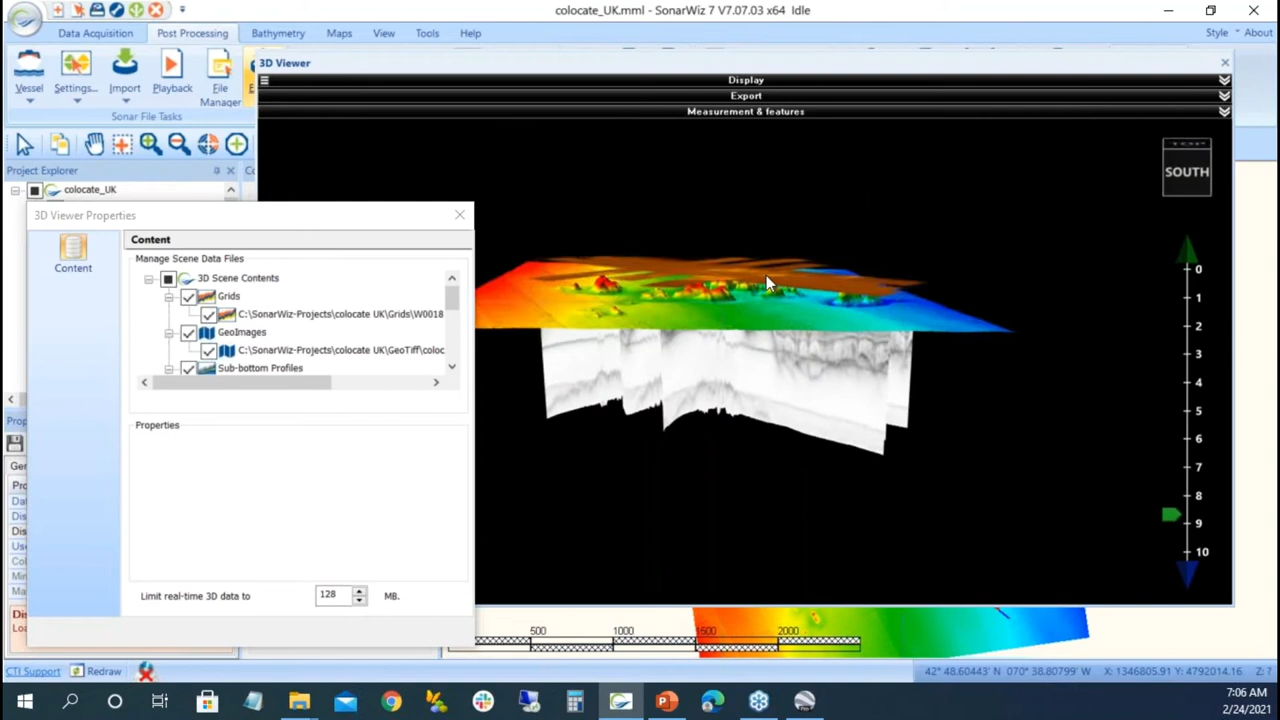 colocate_UK.mml - SonarWiz 7 V7.07.03 x64 Idle
Data Acquisition
Post Processing
Bathymetry
Maps
View
Tools
Help
Style
About
Vessel
Settings...
Import
Playback
File Manager
Sonar File Tasks
3D Viewer
Display
Export
Measurement & features
Project Explorer
colocate_UK
SOUTH
3D Viewer Properties
Content
Content
Manage Scene Data Files
3D Scene Contents
Grids
C:\SonarWiz-Projects\colocate UK\Grids\W0018
GeoImages
C:\SonarWiz-Projects\colocate UK\GeoTiff\coloc
Sub-bottom Profiles
Properties
Limit real-time 3D data to
128
MB.
0
1
2
3
4
5
6
7
8
9
10
500
1000
1500
2000
CTI Support
Redraw
42° 48.60443' N 070° 38.80799' W
X: 1346805.91 Y: 4792014.16
Z: ?
7:06 AM
2/24/2021